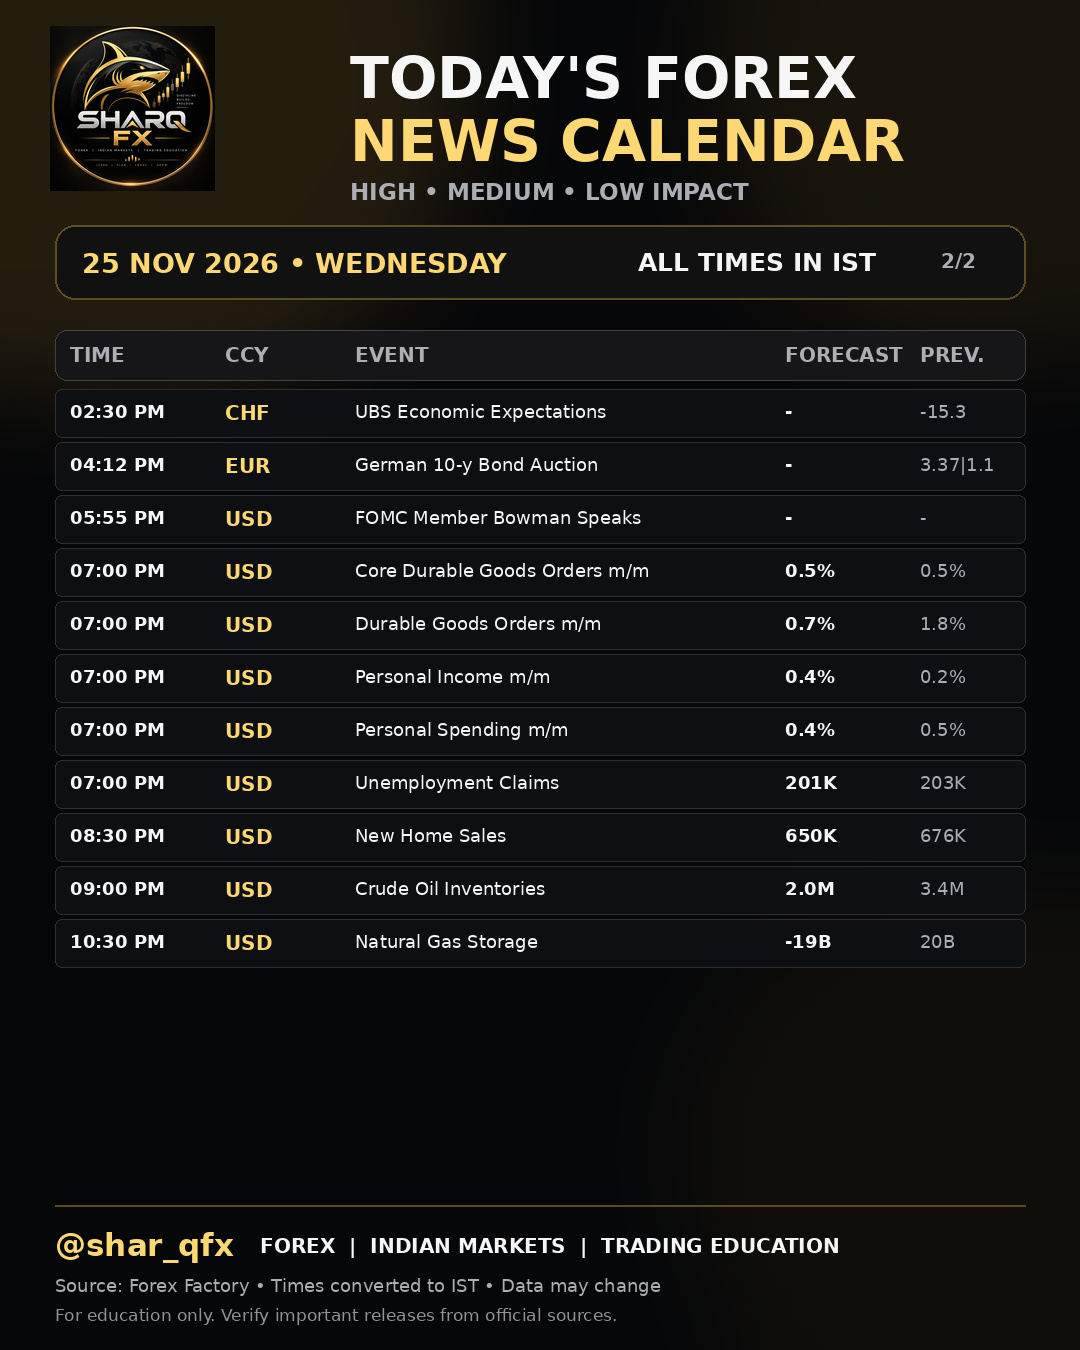 SHARQ
FX
FOREX | INDIAN MARKETS | TRADING EDUCATION
DISCIPLINE
BUILDS
FREEDOM
TODAY'S FOREX
NEWS CALENDAR
HIGH • MEDIUM • LOW IMPACT
25 NOV 2026 • WEDNESDAY ALL TIMES IN IST 2/2
TIME CCY EVENT FORECAST PREV.
02:30 PM CHF UBS Economic Expectations - -15.3
04:12 PM EUR German 10-y Bond Auction - 3.37|1.1
05:55 PM USD FOMC Member Bowman Speaks - -
07:00 PM USD Core Durable Goods Orders m/m 0.5% 0.5%
07:00 PM USD Durable Goods Orders m/m 0.7% 1.8%
07:00 PM USD Personal Income m/m 0.4% 0.2%
07:00 PM USD Personal Spending m/m 0.4% 0.5%
07:00 PM USD Unemployment Claims 201K 203K
08:30 PM USD New Home Sales 650K 676K
09:00 PM USD Crude Oil Inventories 2.0M 3.4M
10:30 PM USD Natural Gas Storage -19B 20B
@shar_qfx FOREX | INDIAN MARKETS | TRADING EDUCATION
Source: Forex Factory • Times converted to IST • Data may change
For education only. Verify important releases from official sources.